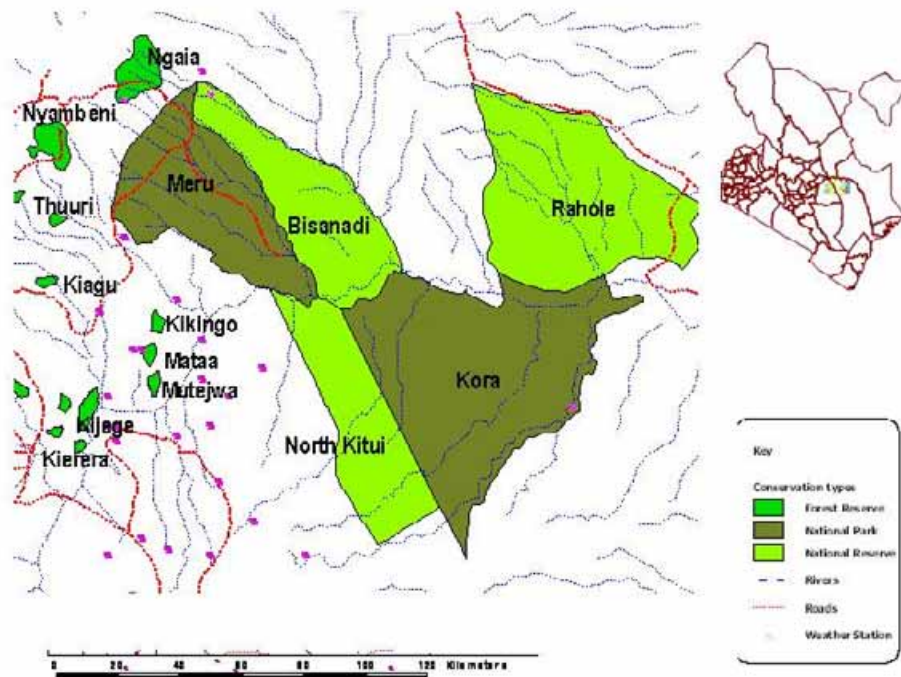 Ngaia
Nyambeni
Meru
Thuuri
Bisanadi
Rahole
Kiagu
Kikingo
Mataa
Mutejwa
Kora
Kijege
North Kitui
Kierera
Key
Conservation types
Forest Reserve
National Park
National Reserve
Rivers
Roads
Weather Station
0 20 40 60 80 100 120 Kilometers